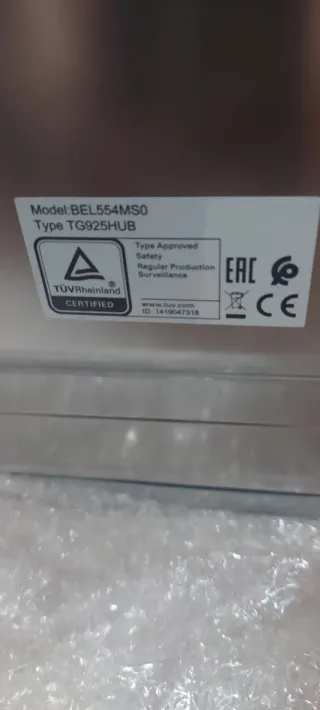 Model:BEL554MS0
Type TG925HUB
TÜVRheinland®
CERTIFIED
Type Approved
Safety
Regular Production
Surveillance
www.tuv.com
ID 1419047318
EAC
CE